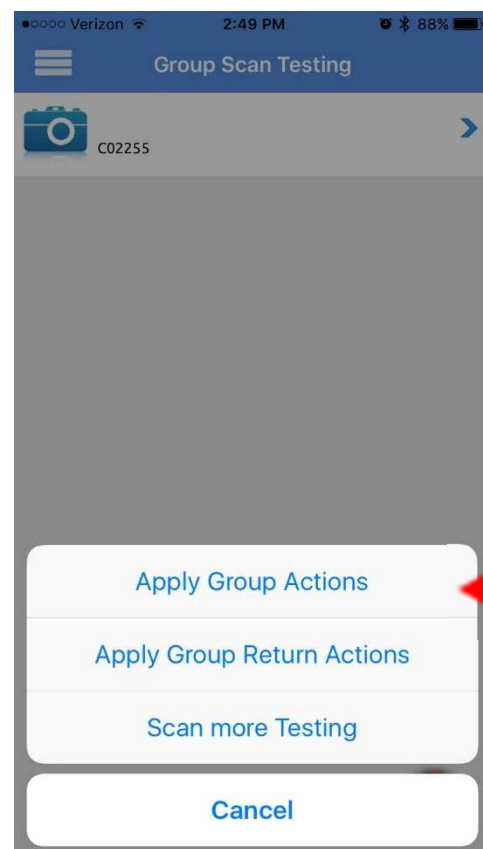 Verizon 2:49 PM 88%
Group Scan Testing
C02255
Apply Group Actions
Apply Group Return Actions
Scan more Testing
Cancel